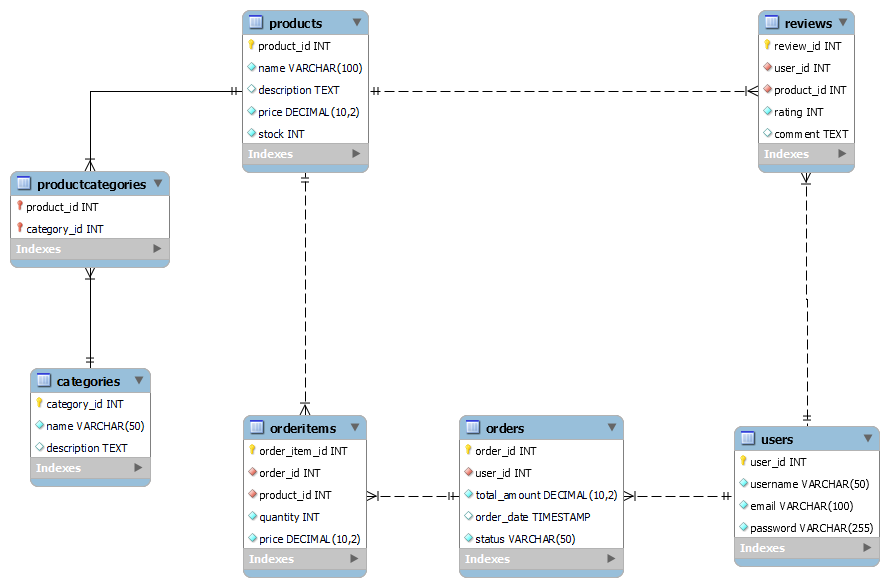 products
product_id INT
name VARCHAR(100)
description TEXT
price DECIMAL(10,2)
stock INT
Indexes
reviews
review_id INT
user_id INT
product_id INT
rating INT
comment TEXT
Indexes
productcategories
product_id INT
category_id INT
Indexes
categories
category_id INT
name VARCHAR(50)
description TEXT
Indexes
orderitems
order_item_id INT
order_id INT
product_id INT
quantity INT
price DECIMAL(10,2)
Indexes
orders
order_id INT
user_id INT
total_amount DECIMAL(10,2)
order_date TIMESTAMP
status VARCHAR(50)
Indexes
users
user_id INT
username VARCHAR(50)
email VARCHAR(100)
password VARCHAR(255)
Indexes